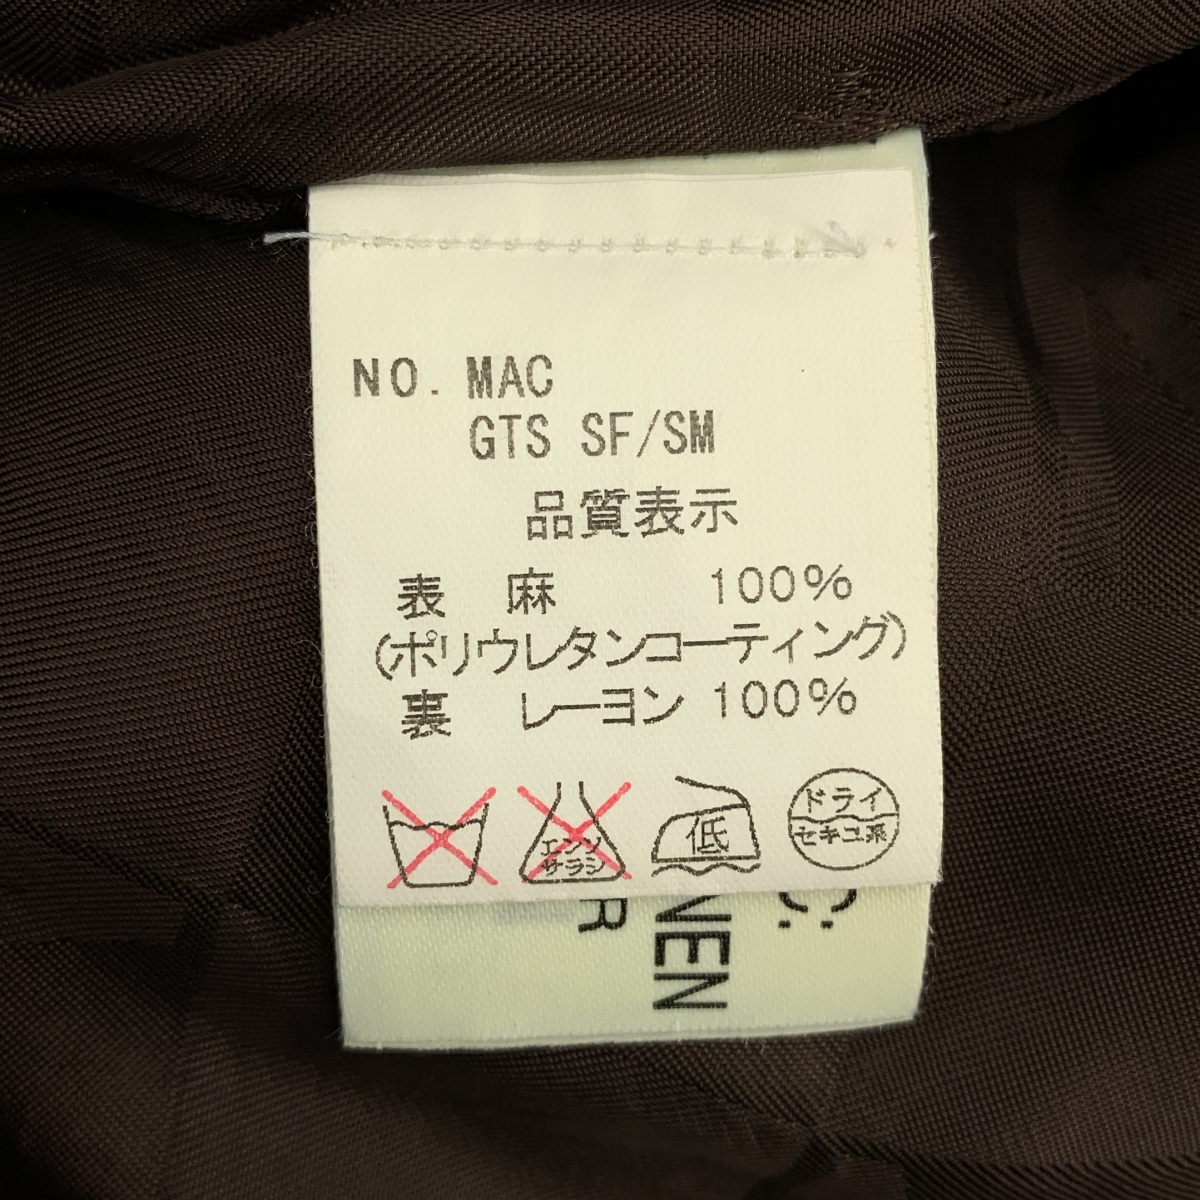 NO. MAC
GTS SF/SM
品質表示
表 麻 100%
(ポリウレタンコーティング)
裏 レーヨン 100%
エンソ
サラシ
低
ドライ
セキユ系
C:
NEN
R